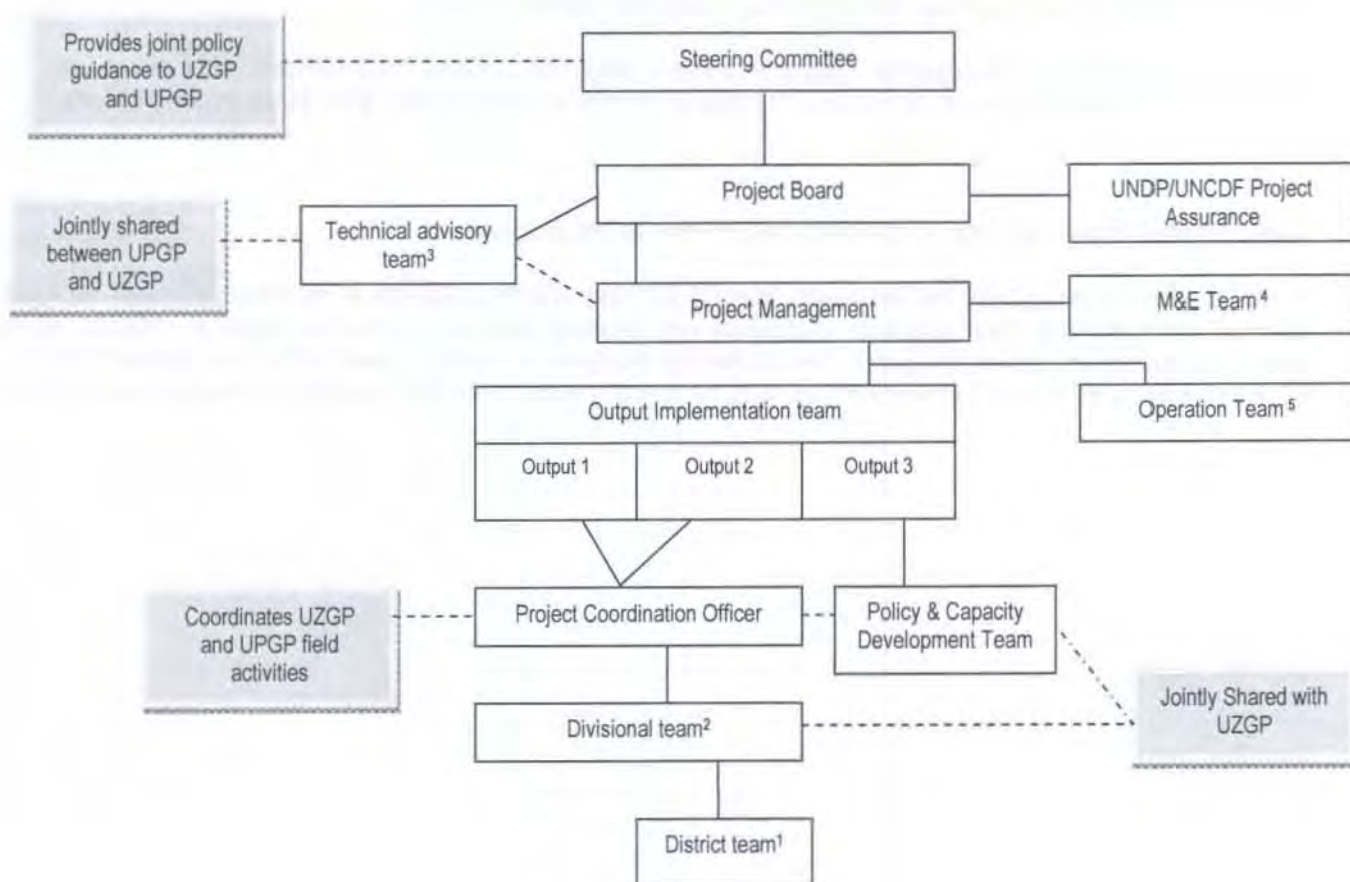 Provides joint policy
guidance to UZGP
and UPGP
Steering Committee
Project Board
UNDP/UNCDF Project
Assurance
Jointly shared
between UPGP
and UZGP
Technical advisory
team³
Project Management
M&E Team ⁴
Output Implementation team
Operation Team ⁵
Output 1
Output 2
Output 3
Coordinates UZGP
and UPGP field
activities
Project Coordination Officer
Policy & Capacity
Development Team
Divisional team²
Jointly Shared with
UZGP
District team¹